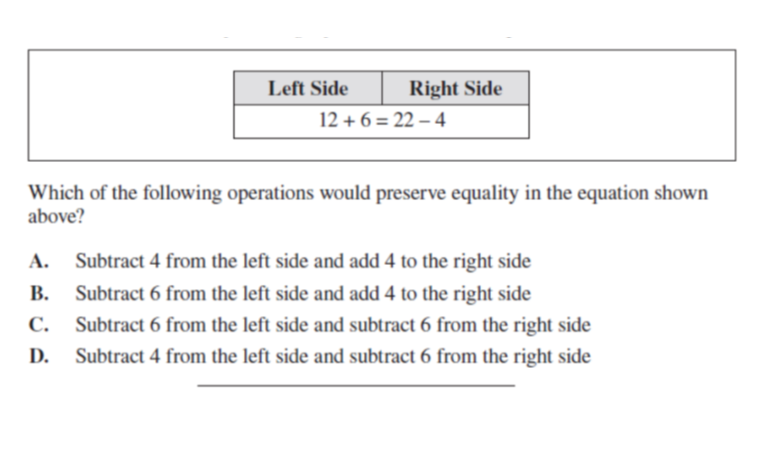 Left Side Right Side
12 + 6 = 22 – 4
Which of the following operations would preserve equality in the equation shown
above?
A. Subtract 4 from the left side and add 4 to the right side
B. Subtract 6 from the left side and add 4 to the right side
C. Subtract 6 from the left side and subtract 6 from the right side
D. Subtract 4 from the left side and subtract 6 from the right side